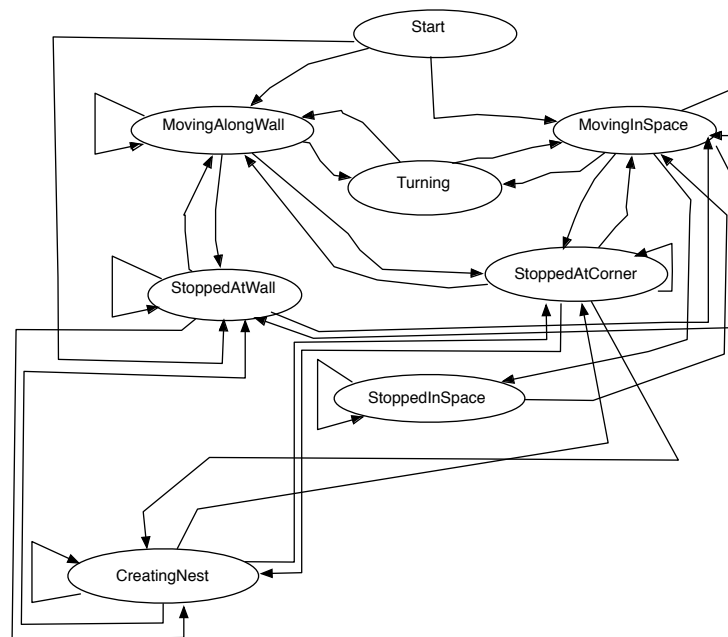 Start
MovingAlongWall
MovingInSpace
Turning
StoppedAtWall
StoppedAtCorner
StoppedInSpace
CreatingNest